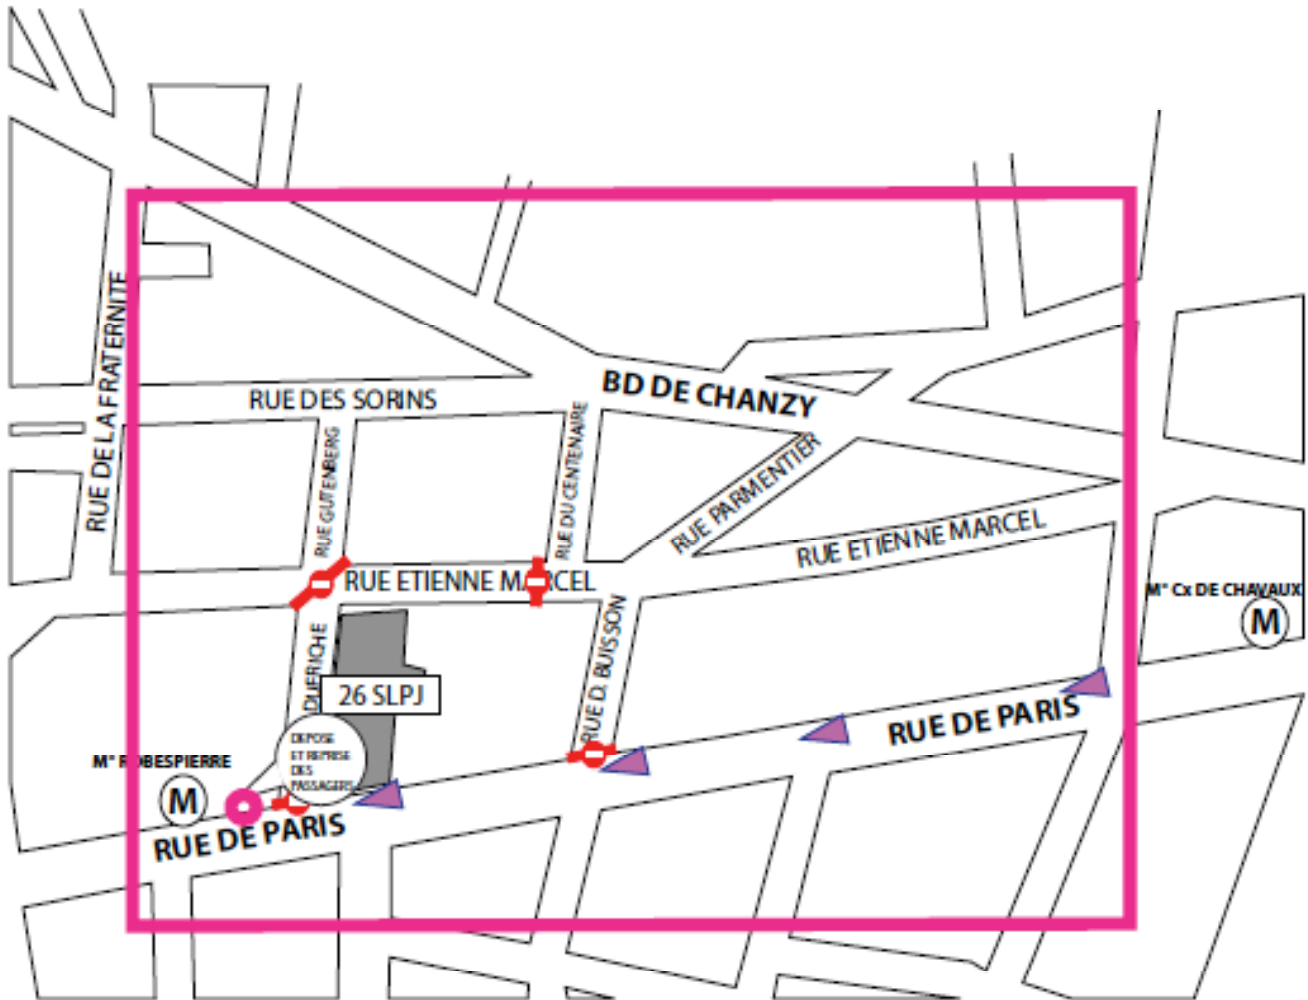 RUE DE LA FRATERNITE
RUE DES SORINS
BD DE CHANZY
RUE GUTENBERG
RUE DU CENTENAIRE
RUE PARMENTIER
RUE ETIENNE MARCEL
RUE ETIENNE MARCEL
M° Cx DE CHAVAUX
M
RUE D. BUISSON
26 SLPJ
RUE DE PARIS
DEPOSE
ET REPRISE
DES
PASSAGERS
M° ROBESPIERRE
M
RUE DE PARIS